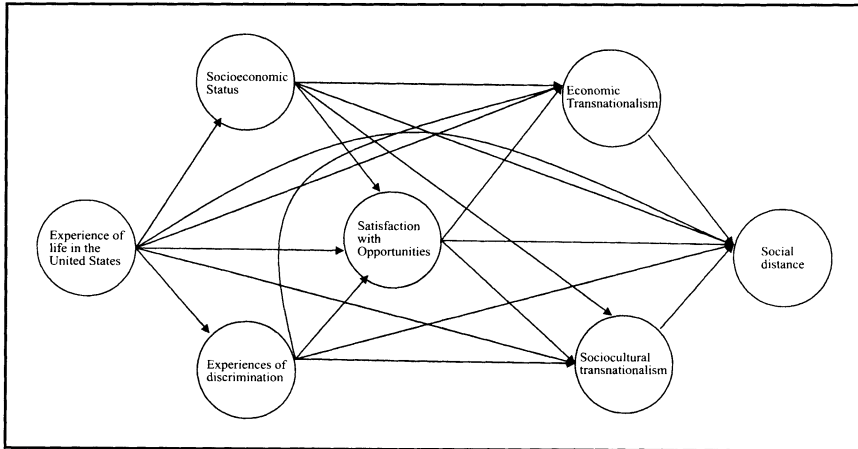 Socioeconomic
Status
Economic
Transnationalism
Experience of
life in the
United States
Satisfaction
with
Opportunities
Social
distance
Experiences of
discrimination
Sociocultural
transnationalism